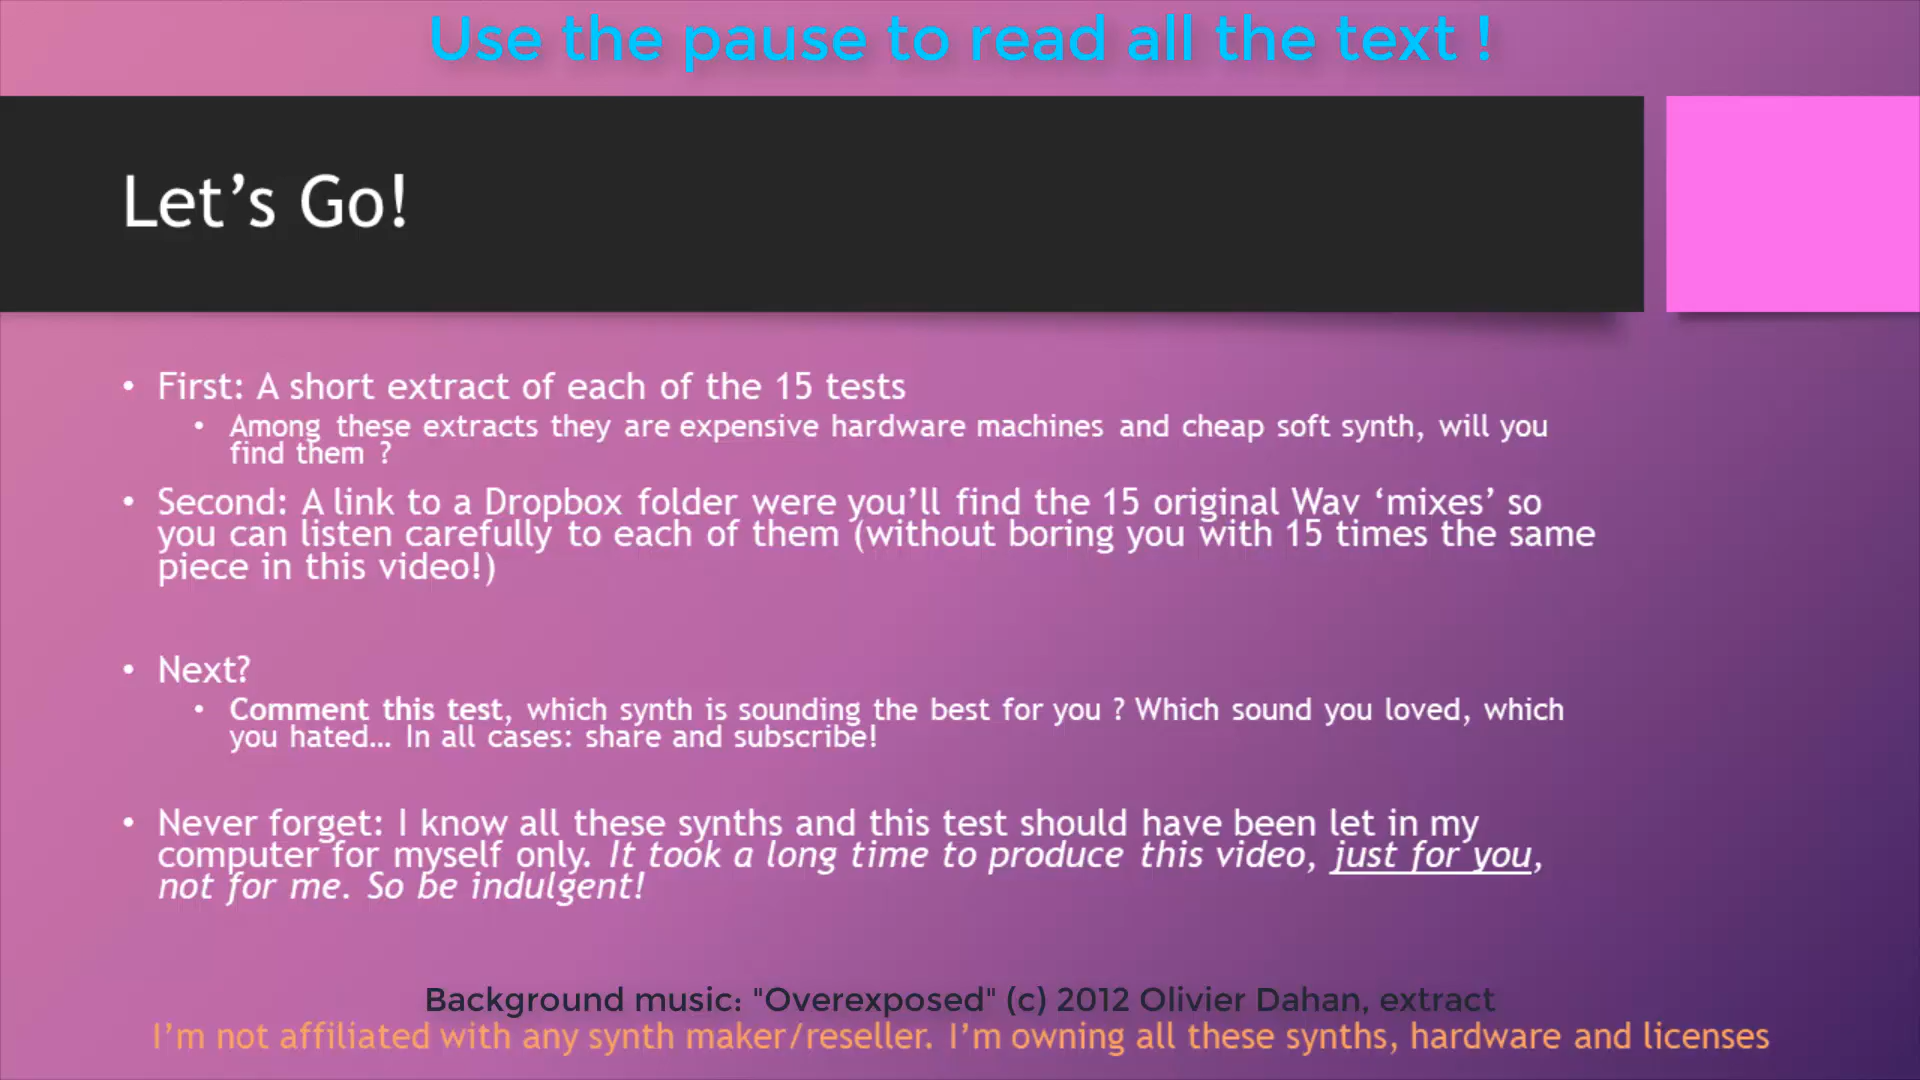 Use the pause to read all the text !
Let’s Go!
• First: A short extract of each of the 15 tests
• Among these extracts they are expensive hardware machines and cheap soft synth, will you
find them ?
• Second: A link to a Dropbox folder were you’ll find the 15 original Wav ‘mixes’ so
you can listen carefully to each of them (without boring you with 15 times the same
piece in this video!)
• Next?
• Comment this test, which synth is sounding the best for you ? Which sound you loved, which
you hated… In all cases: share and subscribe!
• Never forget: I know all these synths and this test should have been let in my
computer for myself only. It took a long time to produce this video, just for you,
not for me. So be indulgent!
Background music: "Overexposed" (c) 2012 Olivier Dahan, extract
I’m not affiliated with any synth maker/reseller. I’m owning all these synths, hardware and licenses